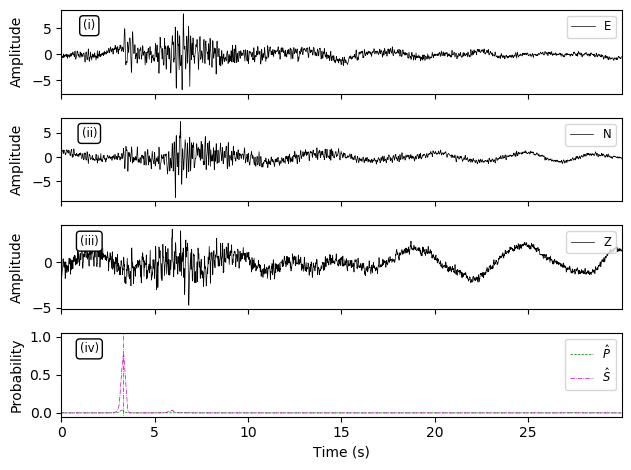 (i)
E
Amplitude
5
0
−5
(ii)
N
Amplitude
5
0
−5
(iii)
Z
Amplitude
0
−5
(iv)
P̂
Ŝ
Probability
1.0
0.5
0.0
0 5 10 15 20 25
Time (s)